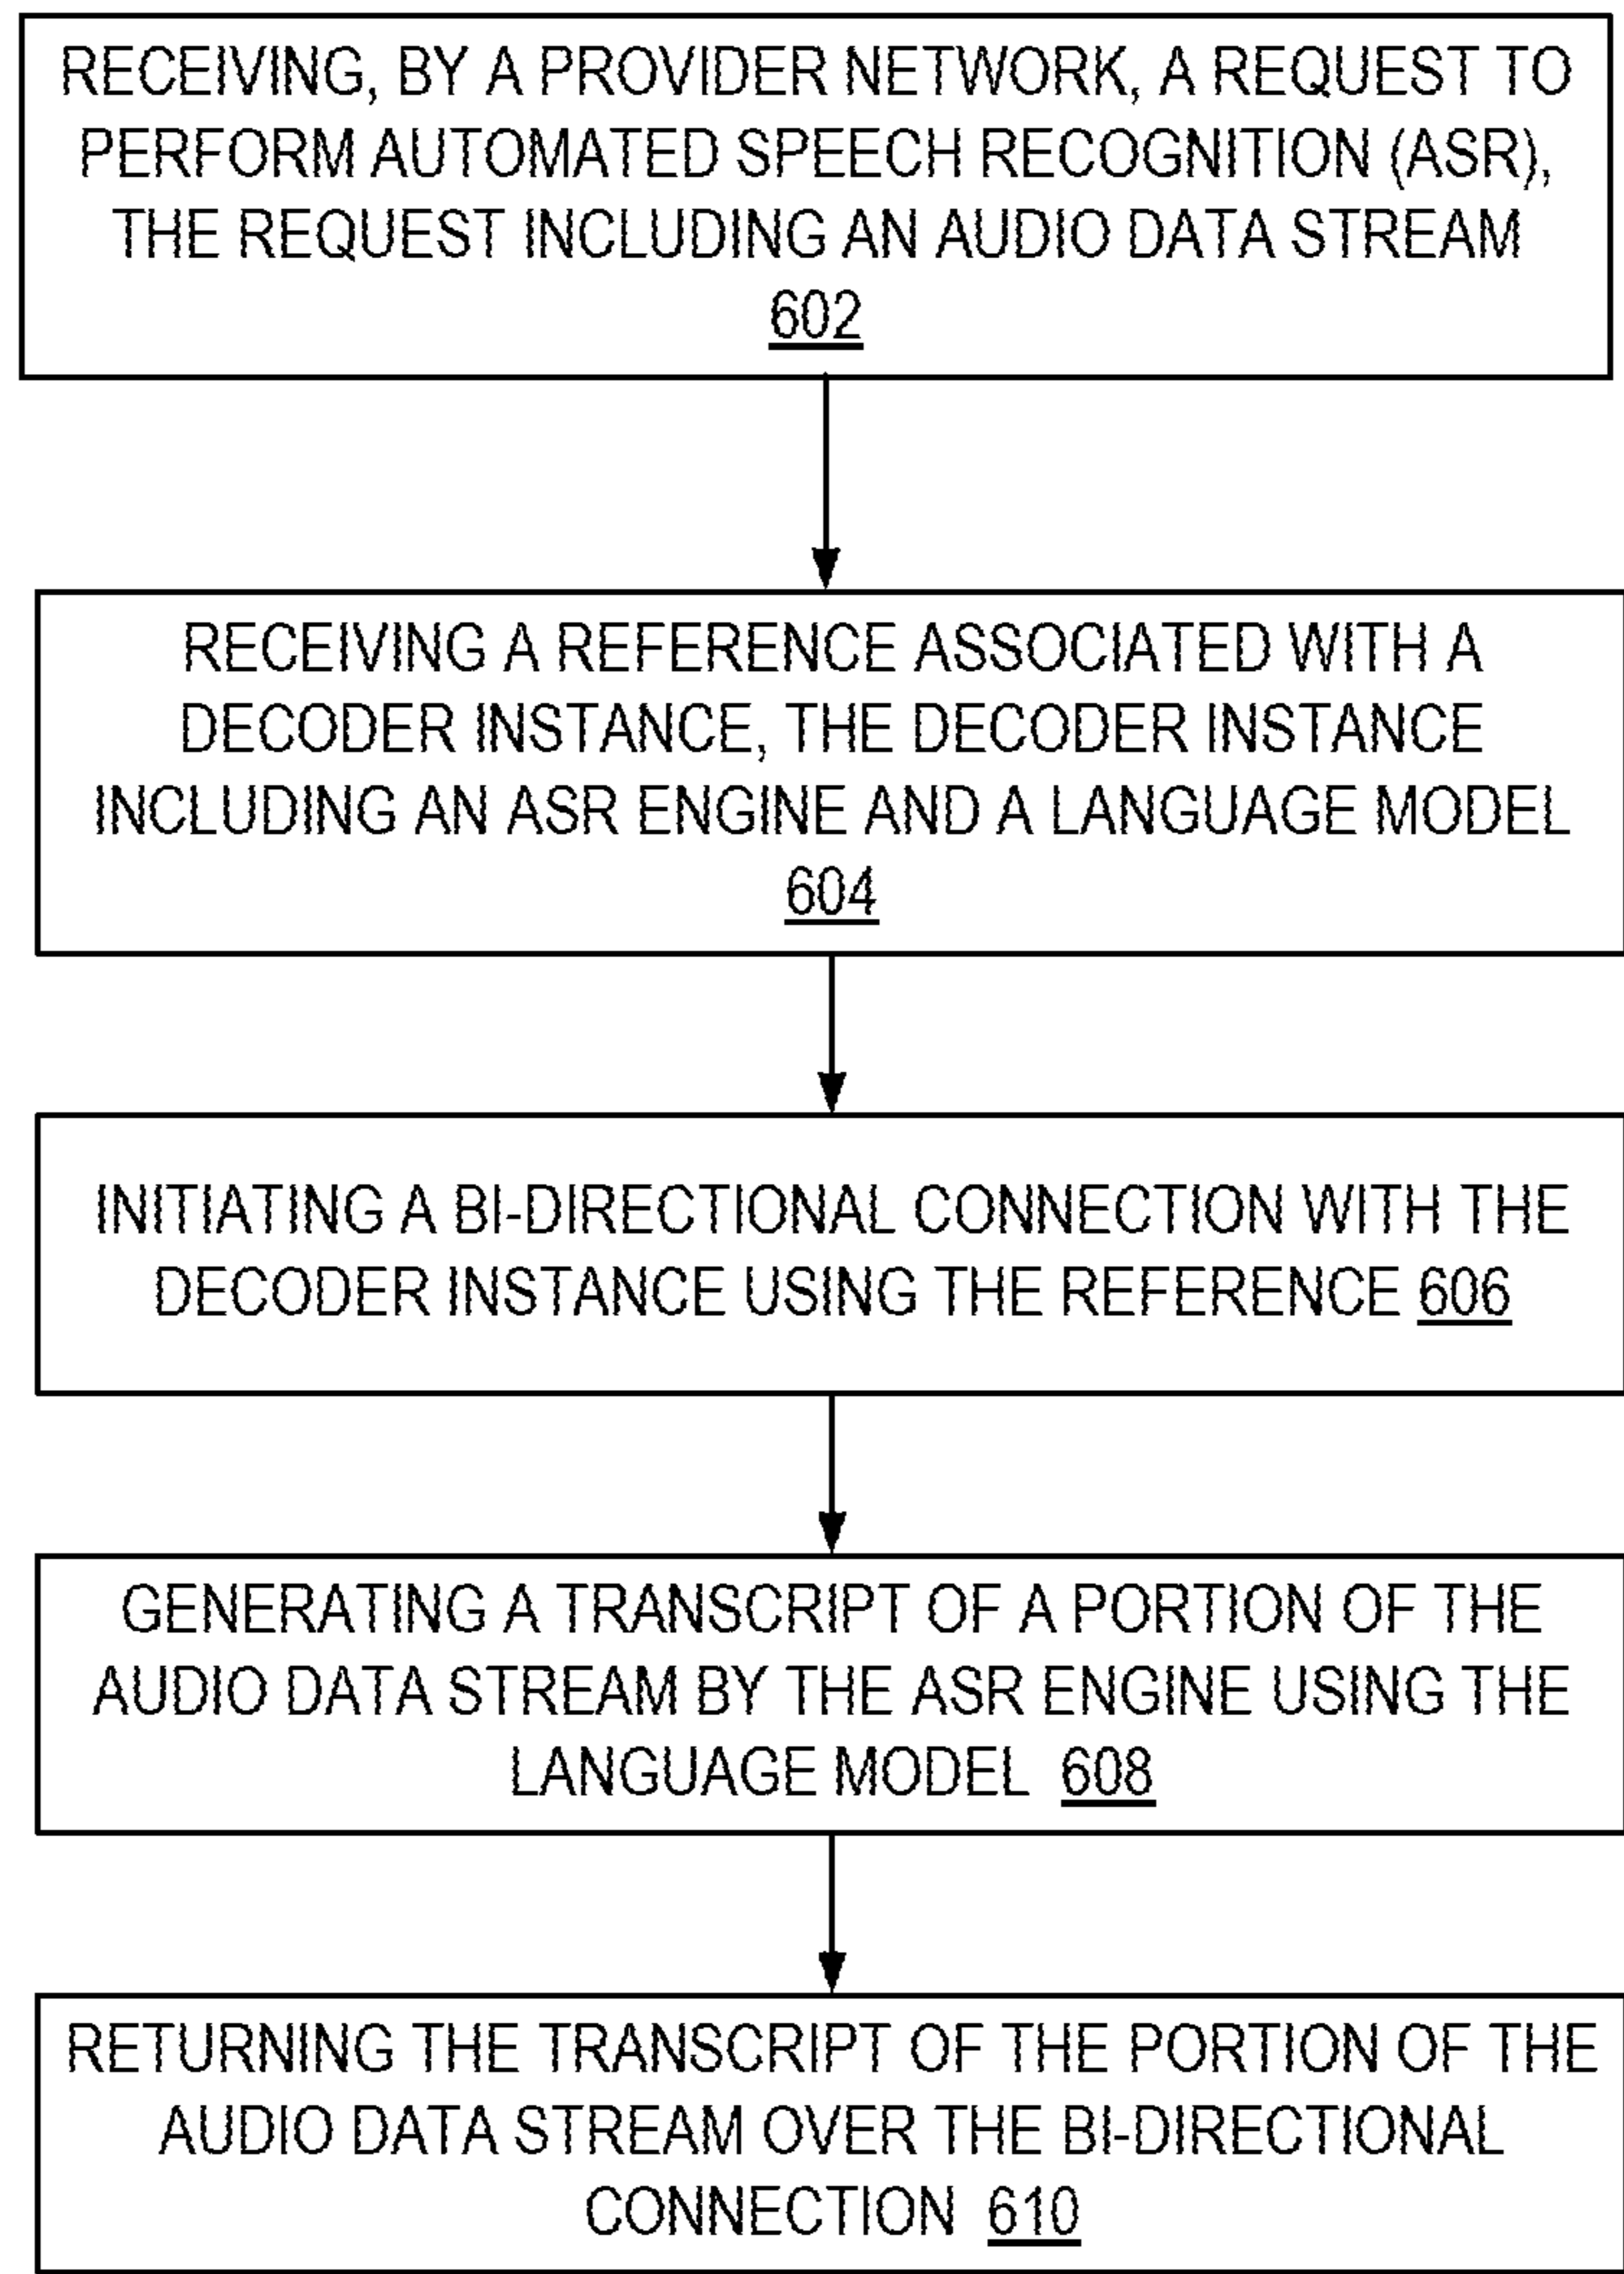 RECEIVING, BY A PROVIDER NETWORK, A REQUEST TO
PERFORM AUTOMATED SPEECH RECOGNITION (ASR),
THE REQUEST INCLUDING AN AUDIO DATA STREAM
602
RECEIVING A REFERENCE ASSOCIATED WITH A
DECODER INSTANCE, THE DECODER INSTANCE
INCLUDING AN ASR ENGINE AND A LANGUAGE MODEL
604
INITIATING A BI-DIRECTIONAL CONNECTION WITH THE
DECODER INSTANCE USING THE REFERENCE 606
GENERATING A TRANSCRIPT OF A PORTION OF THE
AUDIO DATA STREAM BY THE ASR ENGINE USING THE
LANGUAGE MODEL 608
RETURNING THE TRANSCRIPT OF THE PORTION OF THE
AUDIO DATA STREAM OVER THE BI-DIRECTIONAL
CONNECTION 610